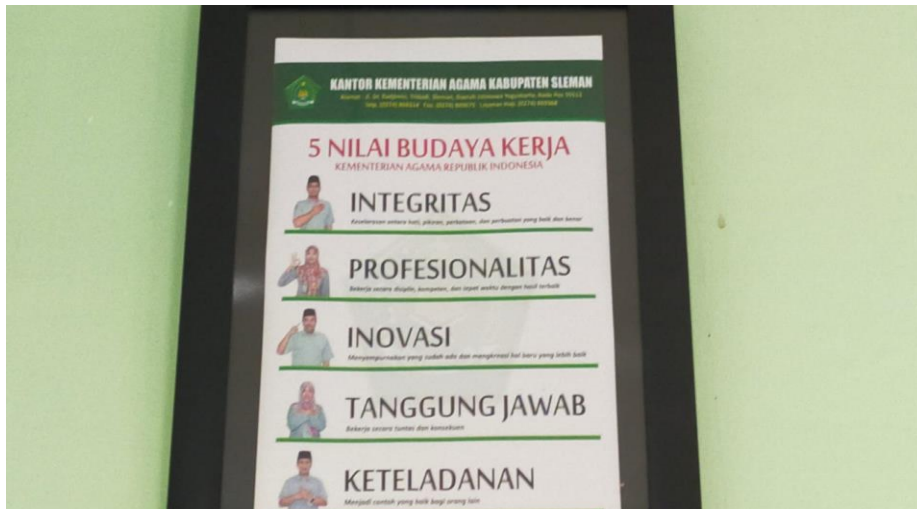 KANTOR KEMENTERIAN AGAMA KABUPATEN SLEMAN
5 NILAI BUDAYA KERJA
KEMENTERIAN AGAMA REPUBLIK INDONESIA
INTEGRITAS
Keselarasan antara hati, pikiran, perkataan, dan perbuatan yang baik dan benar
PROFESIONALITAS
Bekerja secara disiplin, kompeten, dan tepat waktu dengan hasil terbaik
INOVASI
Menyempurnakan yang sudah ada dan mengkreasi hal baru yang lebih baik
TANGGUNG JAWAB
Bekerja secara tuntas dan konsekuen
KETELADANAN
Menjadi contoh yang baik bagi orang lain